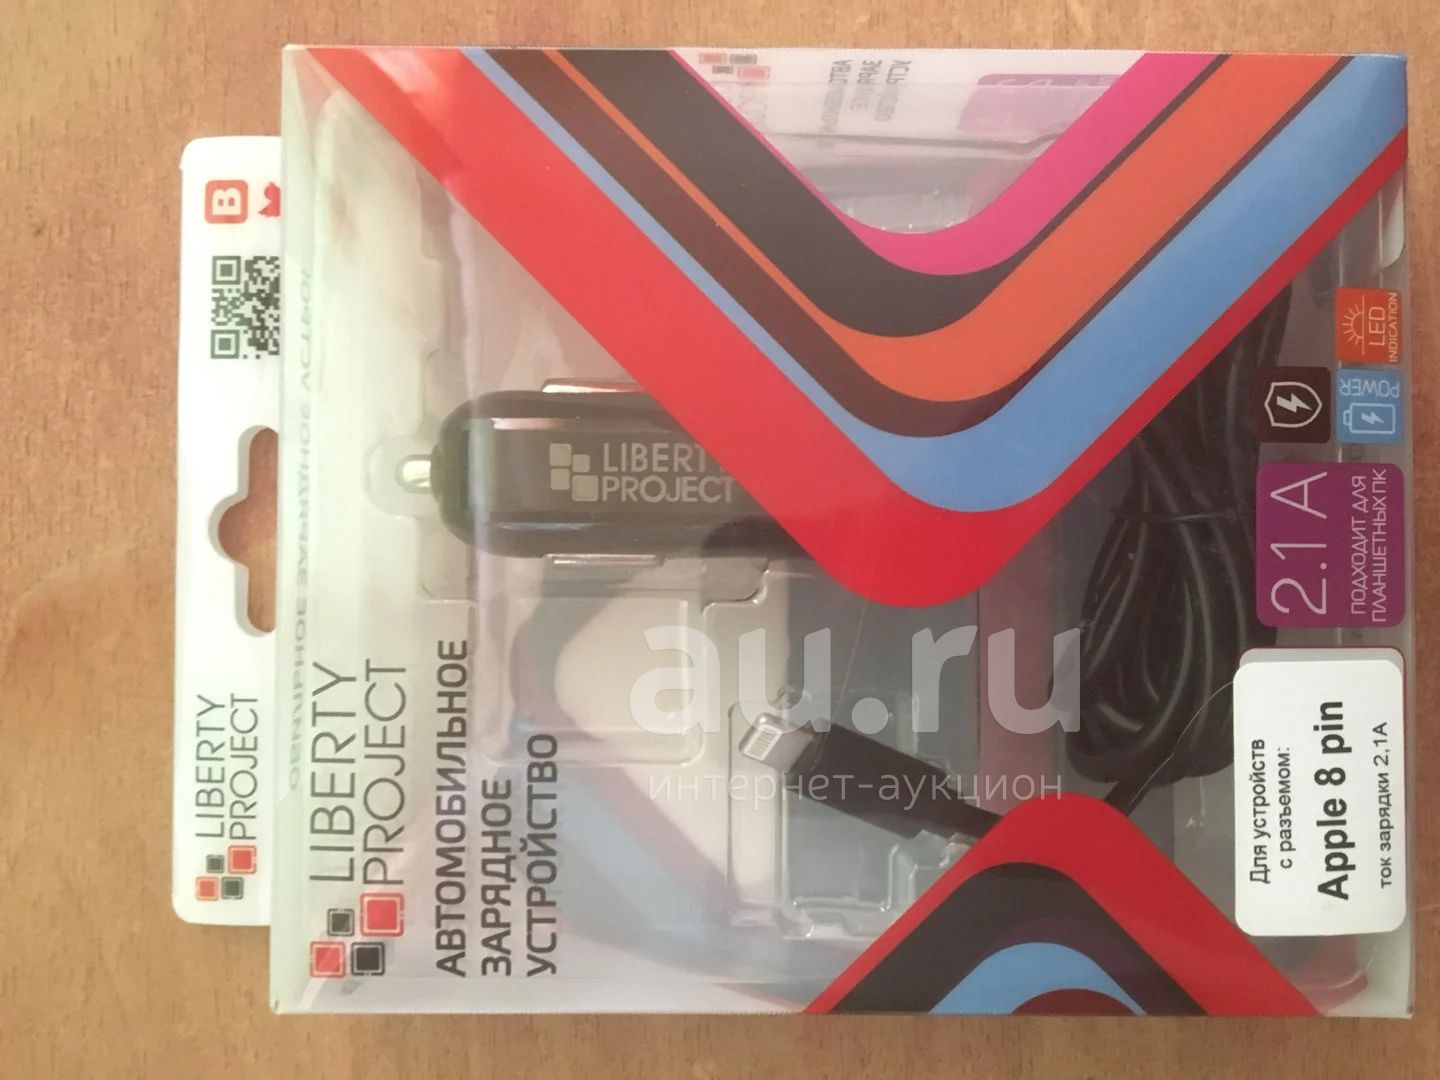 LIBERTY
PROJECT
B
LIBERTY
PROJECT
АВТОМОБИЛЬНОЕ
ЗАРЯДНОЕ
УСТРОЙСТВО
LIBERTY
PROJECT
LED
INDICATION
POWER
2.1 A
ПОДХОДИТ ДЛЯ
ПЛАНШЕТНЫХ ПК
Для устройств
с разъемом:
Apple 8 pin
ток зарядки 2,1А
au.ru
интернет-аукцион